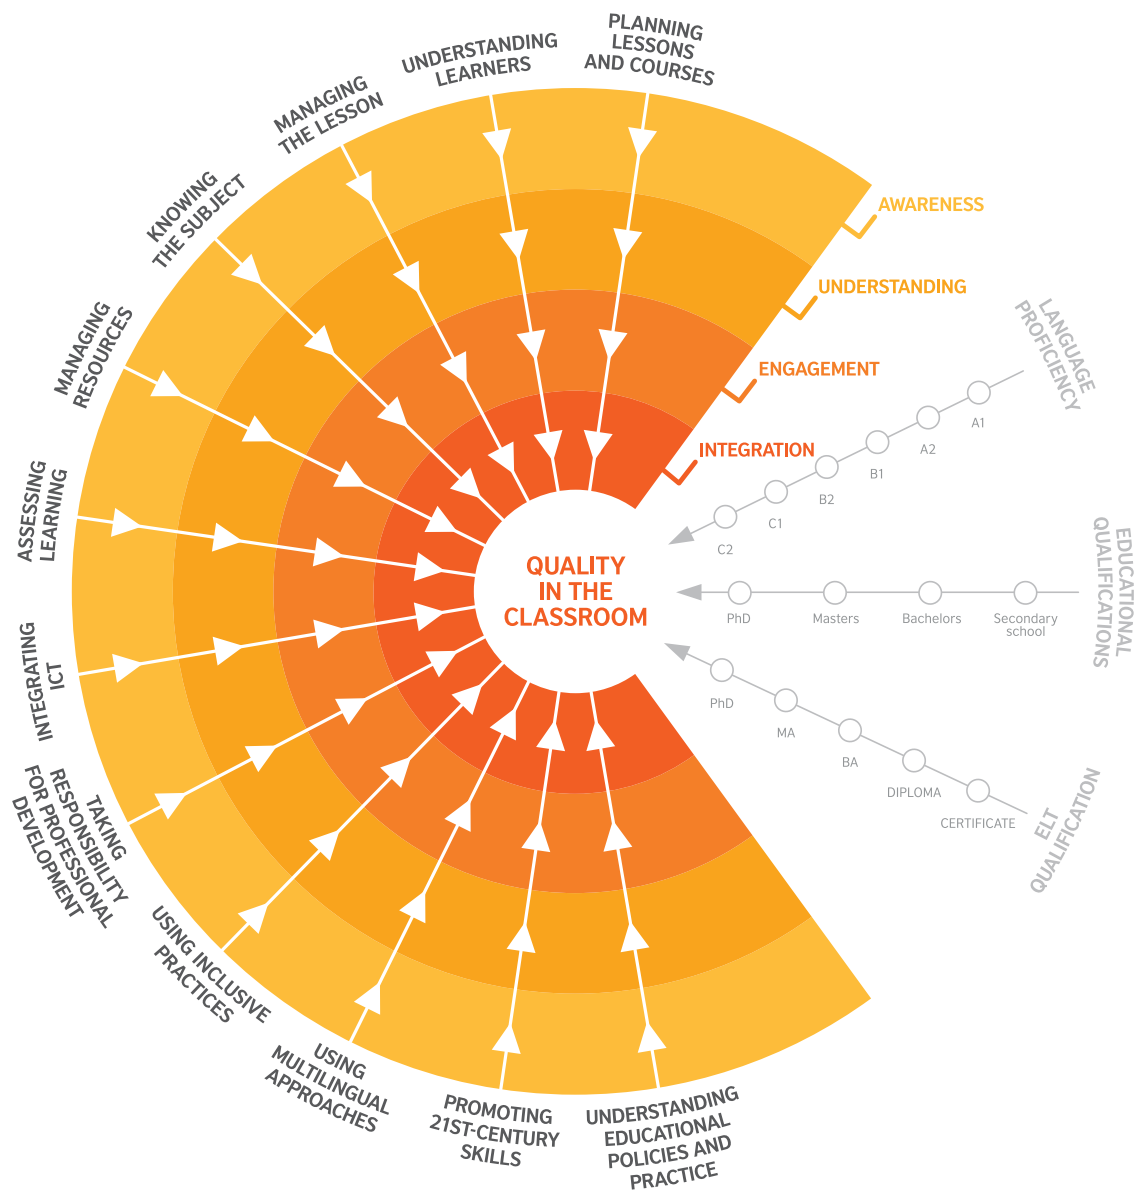 PLANNING
LESSONS
AND COURSES
UNDERSTANDING
LEARNERS
MANAGING
THE LESSON
KNOWING
THE SUBJECT
MANAGING
RESOURCES
ASSESSING
LEARNING
INTEGRATING
ICT
TAKING
RESPONSIBILITY
FOR PROFESSIONAL
DEVELOPMENT
USING INCLUSIVE
PRACTICES
USING
MULTILINGUAL
APPROACHES
PROMOTING
21ST-CENTURY
SKILLS
UNDERSTANDING
EDUCATIONAL
POLICIES AND
PRACTICE
AWARENESS
UNDERSTANDING
ENGAGEMENT
INTEGRATION
QUALITY
IN THE
CLASSROOM
LANGUAGE
PROFICIENCY
A1
A2
B1
B2
C1
C2
EDUCATIONAL
QUALIFICATIONS
PhD
Masters
Bachelors
Secondary
school
PhD
MA
BA
DIPLOMA
CERTIFICATE
ELT
QUALIFICATION